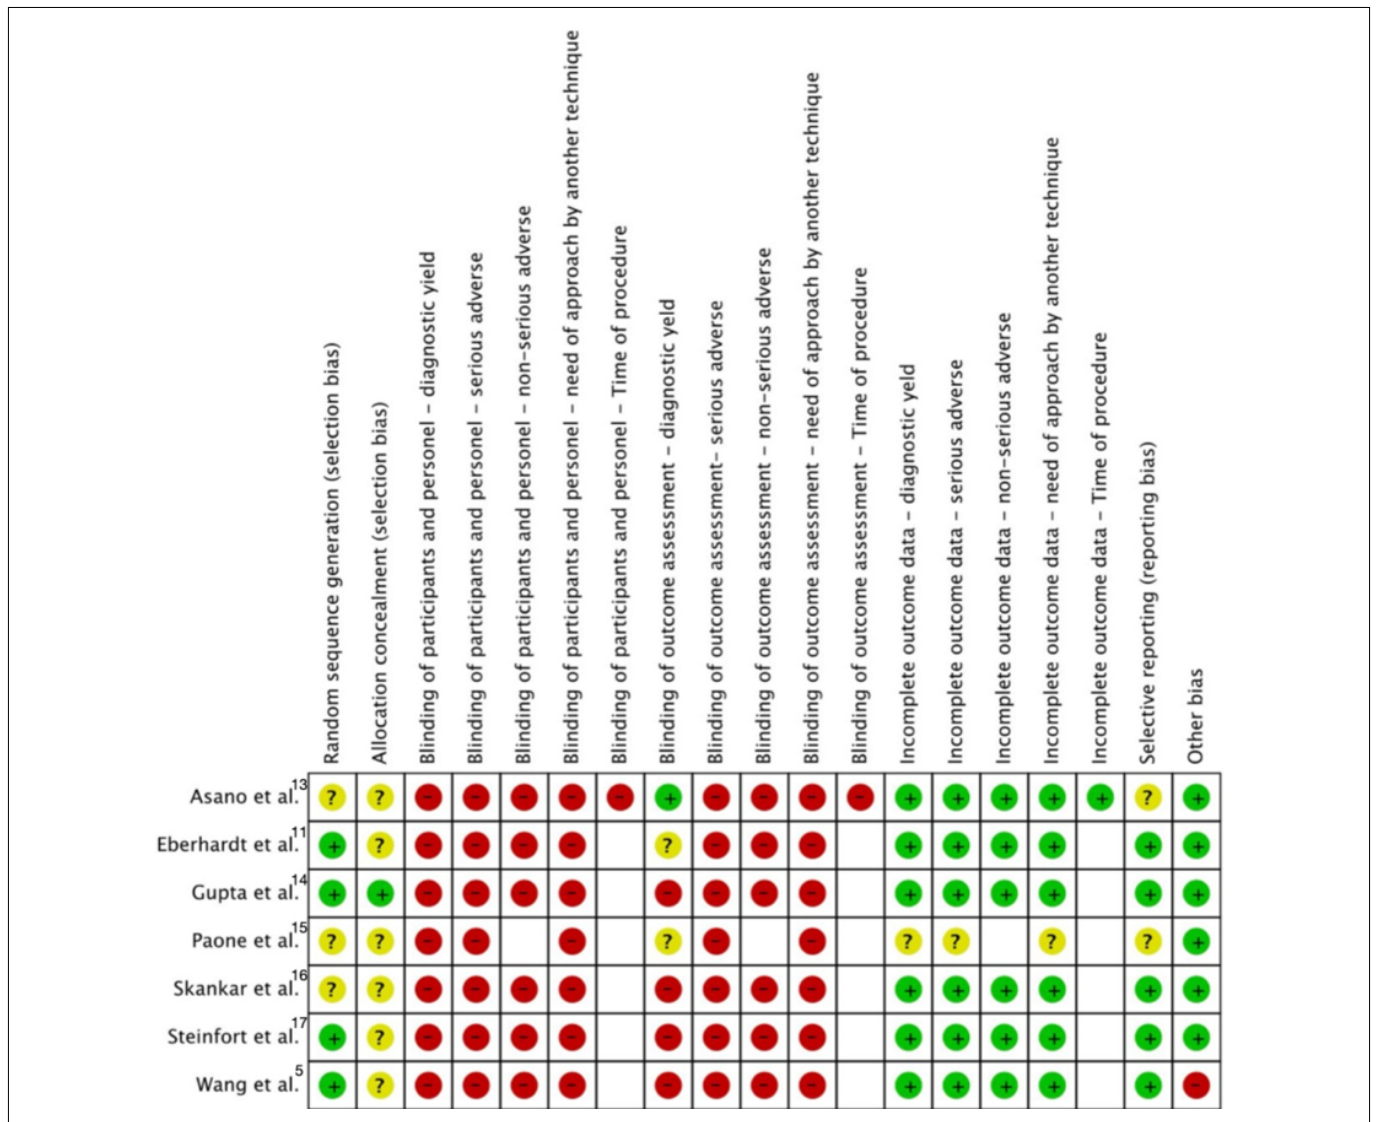 Random sequence generation (selection bias)
Allocation concealment (selection bias)
Blinding of participants and personel – diagnostic yield
Blinding of participants and personel – serious adverse
Blinding of participants and personel – non–serious adverse
Blinding of participants and personel – need of approach by another technique
Blinding of participants and personel – Time of procedure
Blinding of outcome assessment – diagnostic yeld
Blinding of outcome assessment– serious adverse
Blinding of outcome assessment – non–serious adverse
Blinding of outcome assessment – need of approach by another technique
Blinding of outcome assessment – Time of procedure
Incomplete outcome data – diagnostic yeld
Incomplete outcome data – serious adverse
Incomplete outcome data – non–serious adverse
Incomplete outcome data – need of approach by another technique
Incomplete outcome data – Time of procedure
Selective reporting (reporting bias)
Other bias
Asano et al.13 ? ? – – – – – + – – – – + + + + + ? +
Eberhardt et al.11 + ? – – – – ? – – – + + + + + +
Gupta et al.14 + + – – – – – – – – + + + + + +
Paone et al.15 ? ? – – – ? – – ? ? ? ? +
Skankar et al.16 ? ? – – – – – – – – + + + + + +
Steinfort et al.17 + ? – – – – – – – – + + + + + +
Wang et al.5 + ? – – – – – – – – + + + + + –